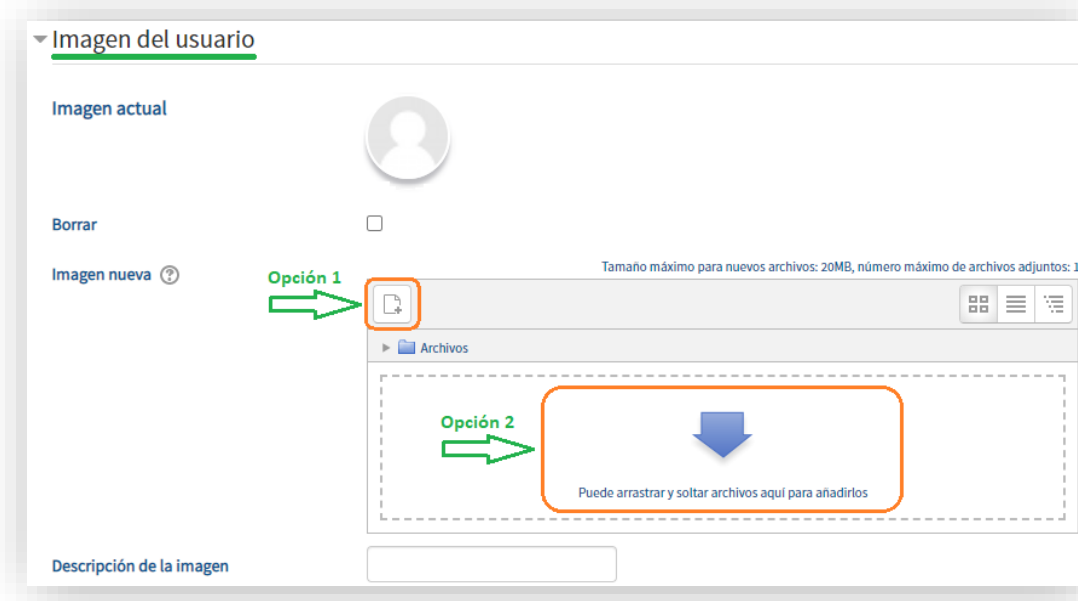 Imagen del usuario
Imagen actual
Borrar
Imagen nueva
Opción 1
Tamaño máximo para nuevos archivos: 20MB, número máximo de archivos adjuntos: 1
Archivos
Opción 2
Puede arrastrar y soltar archivos aquí para añadirlos
Descripción de la imagen